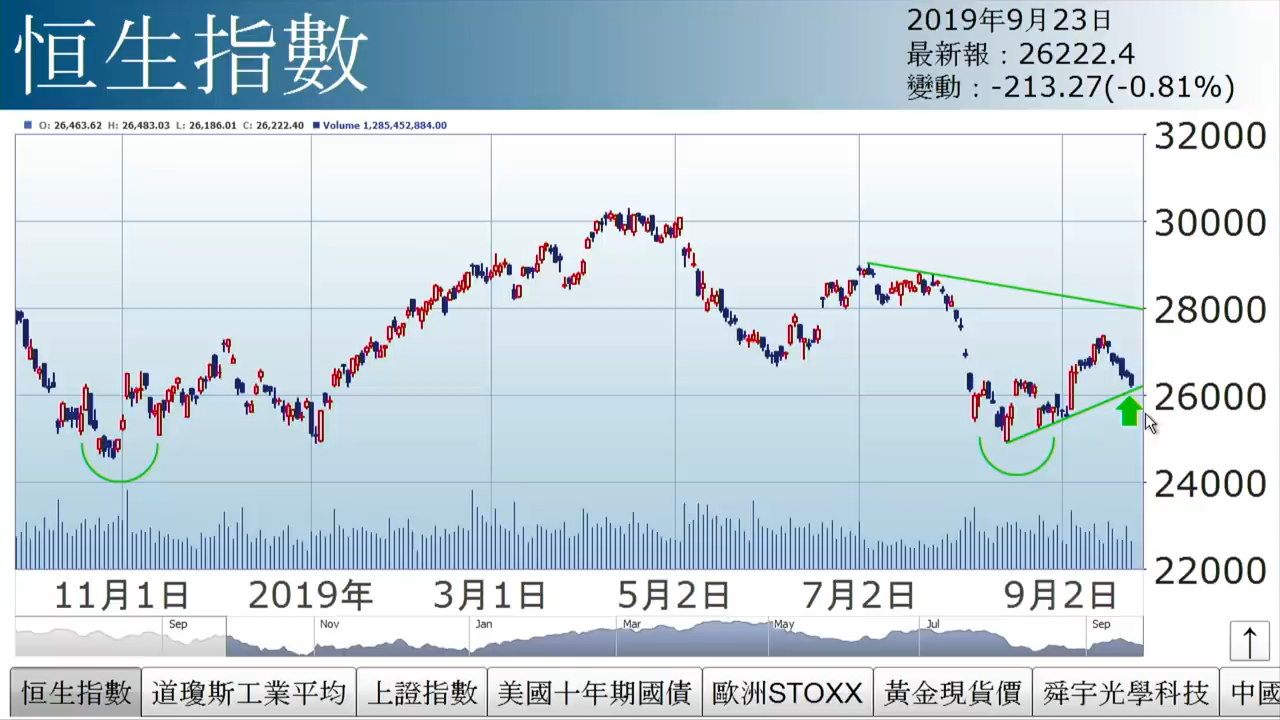 恒生指數
2019年9月23日
最新報：26222.4
變動：-213.27(-0.81%)
O: 26,463.62 H: 26,483.03 L: 26,186.01 C: 26,222.40 Volume 1,285,452,884.00
32000
30000
28000
26000
24000
22000
11月1日 2019年 3月1日 5月2日 7月2日 9月2日
Sep Nov Jan Mar May Jul Sep
恒生指數 道瓊斯工業平均 上證指數 美國十年期國債 歐洲STOXX 黃金現貨價 舜宇光學科技 中國